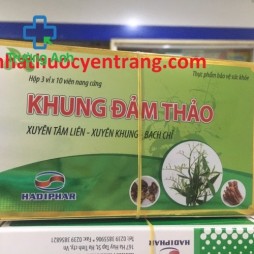 nhathuocyentrang.com
Hộp 3 vỉ x 10 viên nang cứng
Thực phẩm bảo vệ sức khỏe
KHUNG ĐẢM THẢO
XUYÊN TÂM LIÊN - XUYÊN KHUNG - BẠCH CHỈ
HADIPHAR